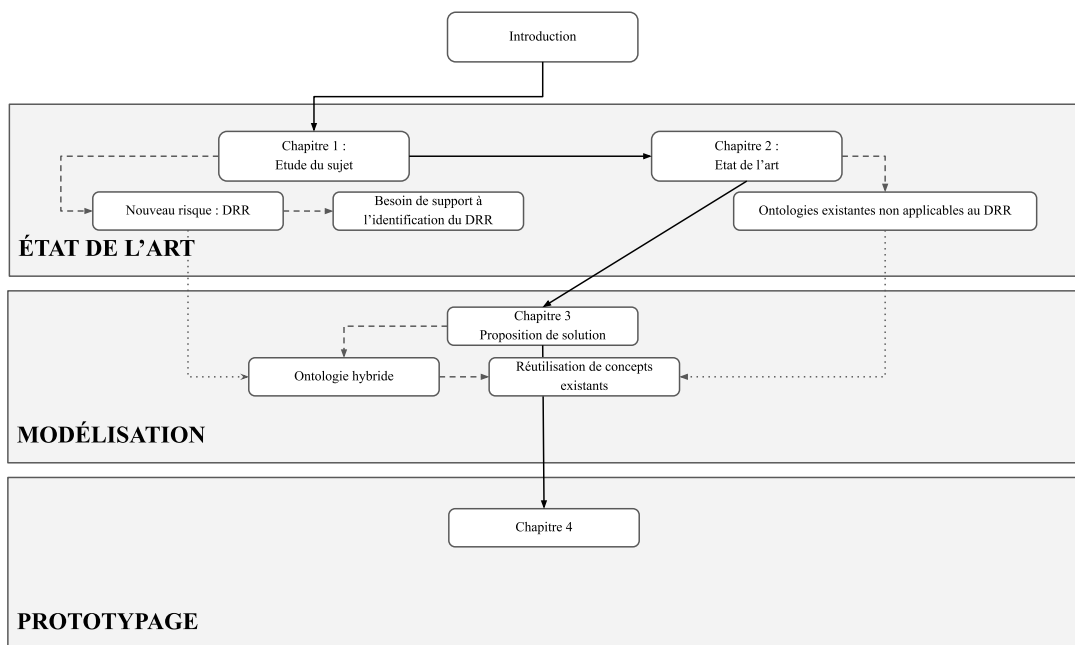 Introduction
Chapitre 1 :
Etude du sujet
Chapitre 2 :
Etat de l’art
Nouveau risque : DRR
Besoin de support à
l’identification du DRR
Ontologies existantes non applicables au DRR
ÉTAT DE L’ART
Chapitre 3
Proposition de solution
Ontologie hybride
Réutilisation de concepts
existants
MODÉLISATION
Chapitre 4
PROTOTYPAGE